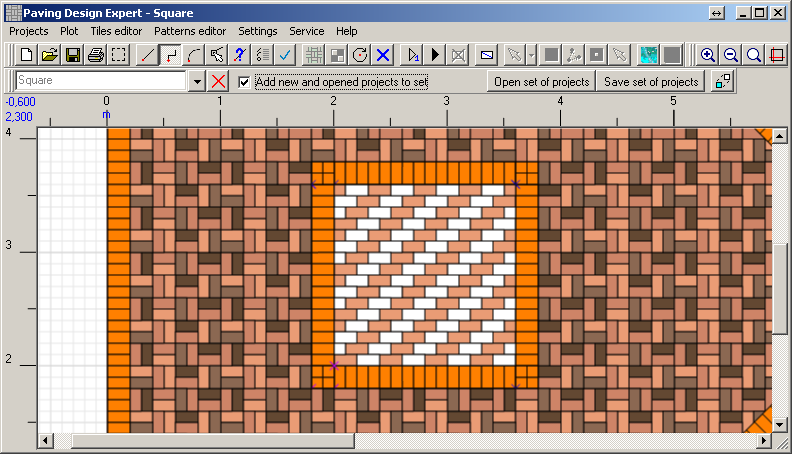 Paving Design Expert - Square
Projects Plot Tiles editor Patterns editor Settings Service Help
Square Add new and opened projects to set Open set of projects Save set of projects
-0,600 0 1 2 3 4 5
2,300 m
4
3
2